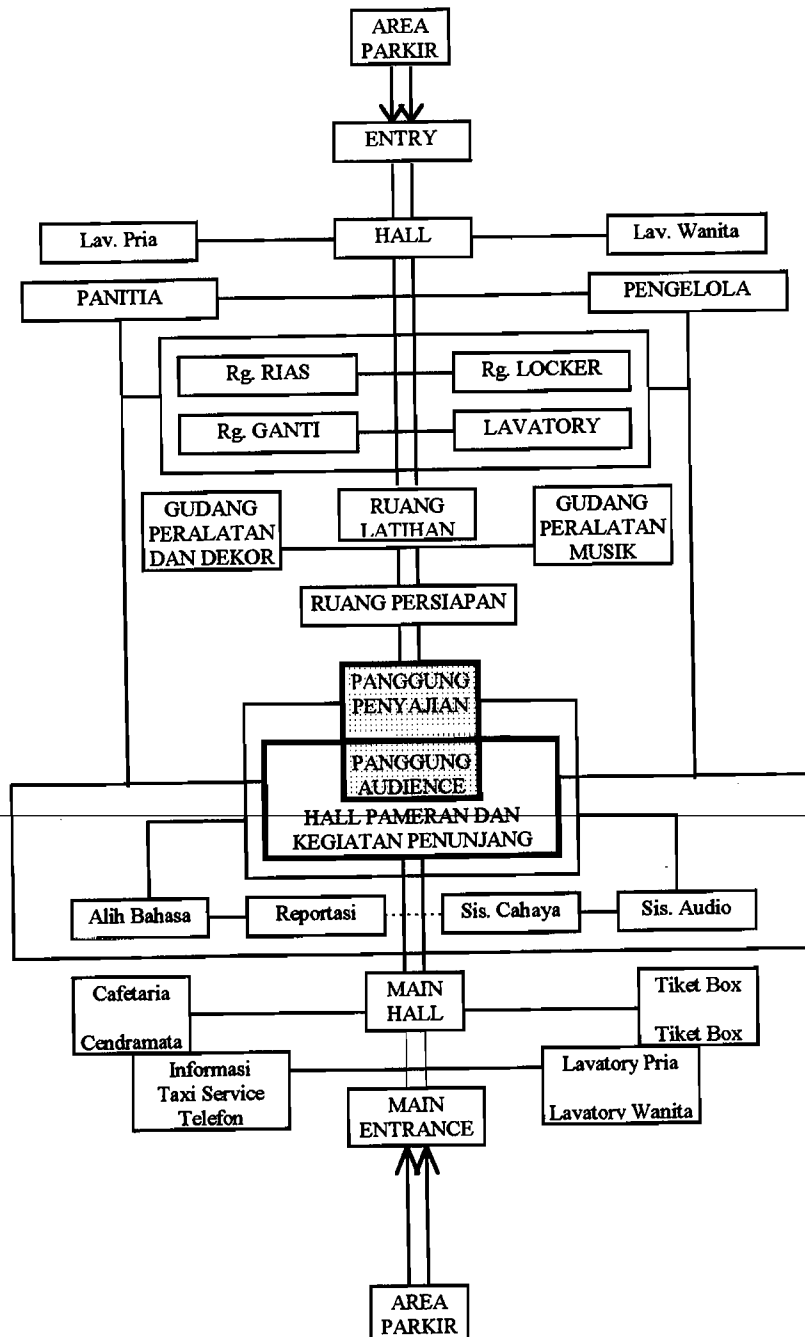 AREA
PARKIR
ENTRY
Lav. Pria
HALL
Lav. Wanita
PANITIA
PENGELOLA
Rg. RIAS
Rg. LOCKER
Rg. GANTI
LAVATORY
GUDANG
PERALATAN
DAN DEKOR
RUANG
LATIHAN
GUDANG
PERALATAN
MUSIK
RUANG PERSIAPAN
PANGGUNG
PENYAJIAN
PANGGUNG
AUDIENCE
HALL PAMERAN DAN
KEGIATAN PENUNJANG
Alih Bahasa
Reportasi
Sis. Cahaya
Sis. Audio
Cafetaria
Cendramata
MAIN
HALL
Tiket Box
Tiket Box
Informasi
Taxi Service
Telefon
Lavatory Pria
Lavatory Wanita
MAIN
ENTRANCE
AREA
PARKIR